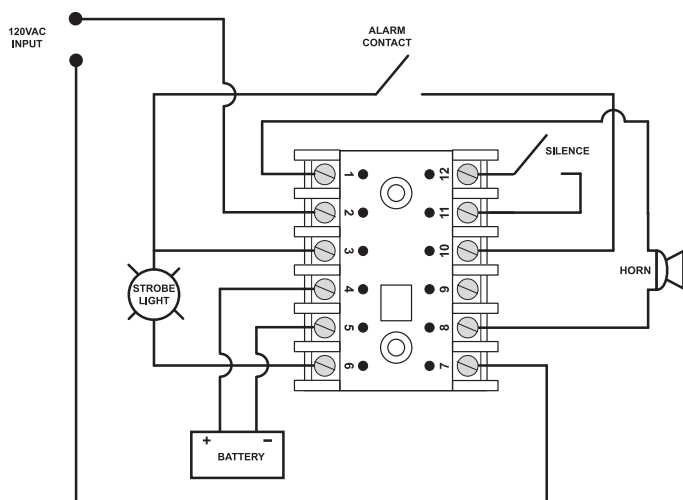 120VAC
INPUT
ALARM
CONTACT
SILENCE
HORN
STROBE
LIGHT
1
2
3
4
5
6
12
11
10
9
8
7
+ −
BATTERY